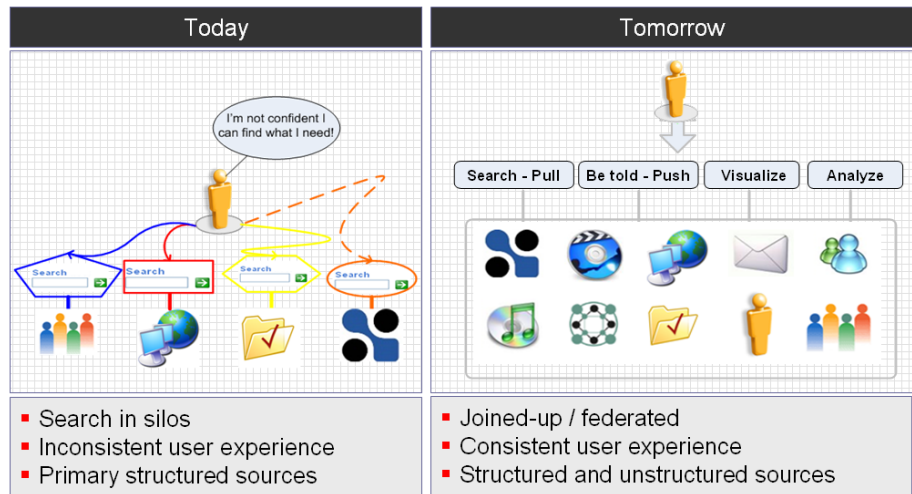 Today
I'm not confident I
can find what I need!
Search
Search
Search
Search
Search in silos
Inconsistent user experience
Primary structured sources
Tomorrow
Search - Pull
Be told - Push
Visualize
Analyze
Joined-up / federated
Consistent user experience
Structured and unstructured sources